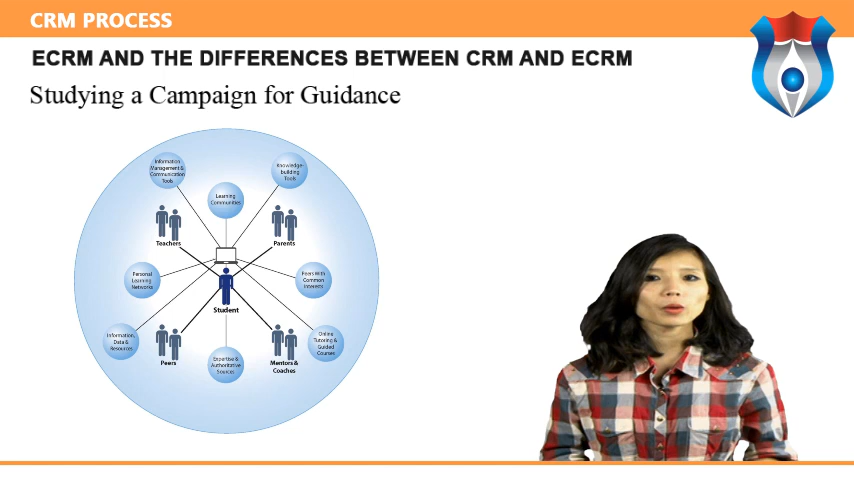 CRM PROCESS
ECRM AND THE DIFFERENCES BETWEEN CRM AND ECRM
Studying a Campaign for Guidance
Information
Management &
Communication
Tools
Knowledge-
building
Tools
Learning
Communities
Teachers
Parents
Personal
Learning
Networks
Peers With
Common
Interests
Student
Information,
Data &
Resources
Peers
Expertise &
Authoritative
Sources
Mentors &
Coaches
Online
Tutoring &
Guided
Courses